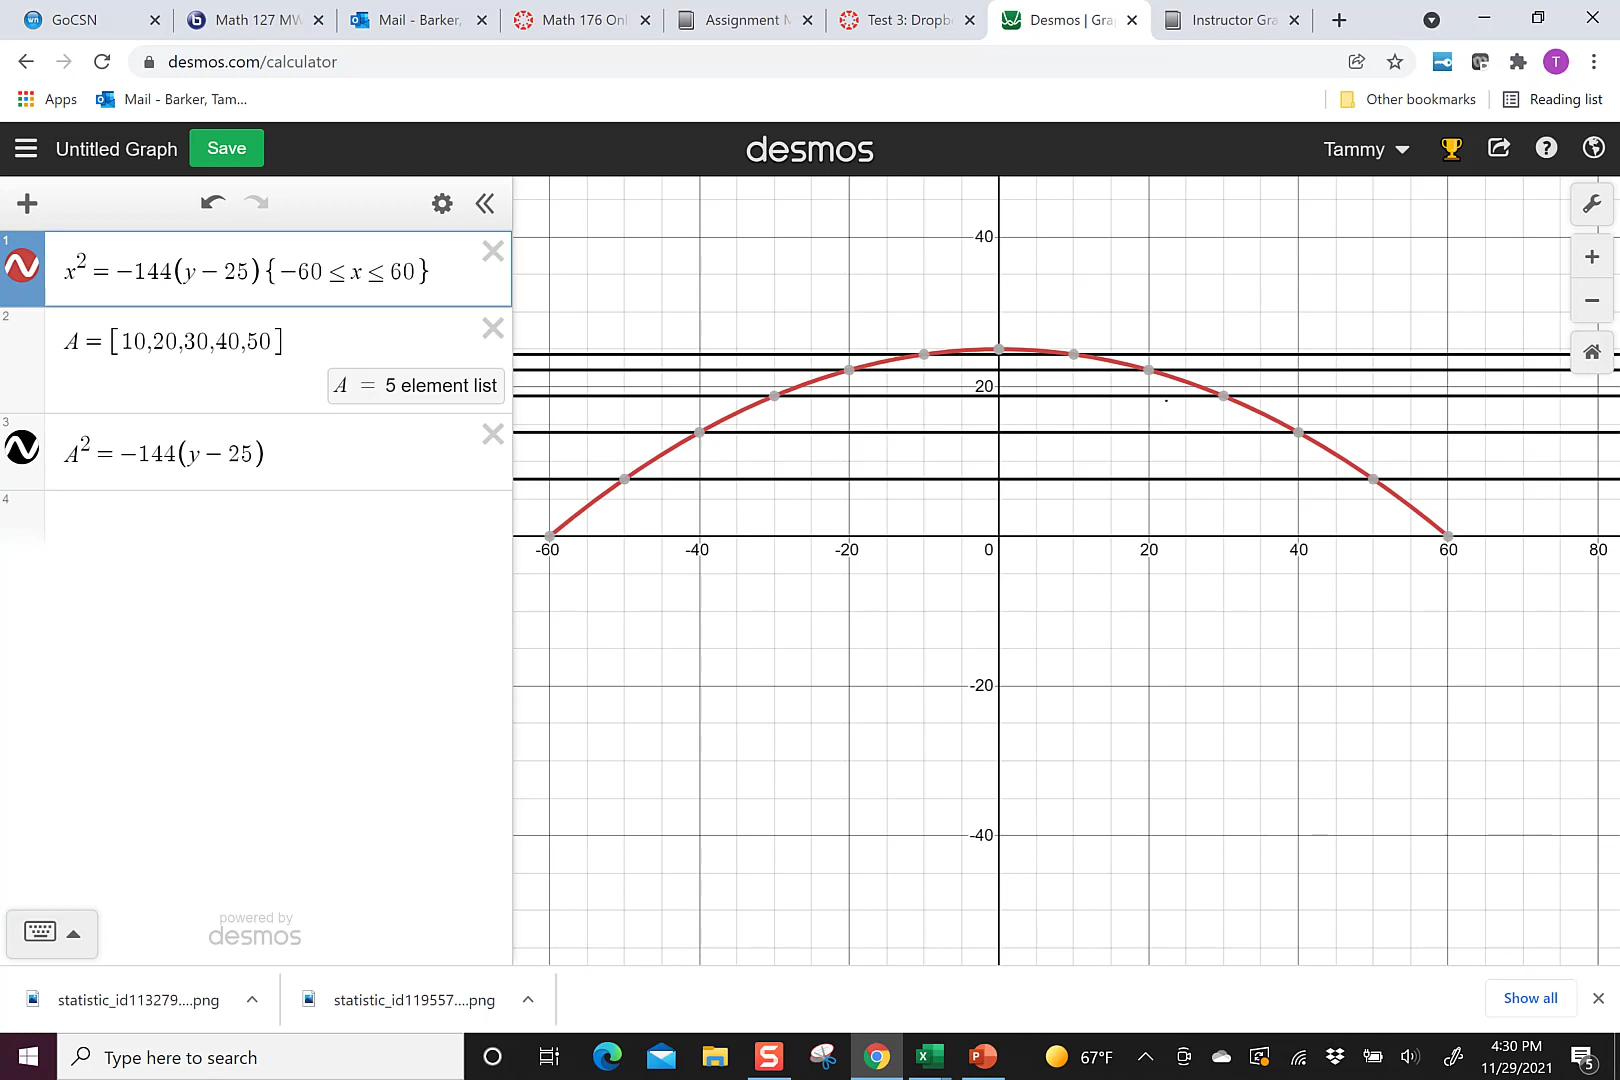 GoCSN
Math 127 MW
Mail - Barker,
Math 176 Onl
Assignment M
Test 3: Dropb
Desmos | Gra
Instructor Gra
desmos.com/calculator
T
Apps
Mail - Barker, Tam...
Other bookmarks
Reading list
Untitled Graph
Save
desmos
Tammy
1
x² = −144(y − 25){−60 ≤ x ≤ 60}
2
A = [10,20,30,40,50]
A = 5 element list
3
A² = −144(y − 25)
4
40
20
-60
-40
-20
0
20
40
60
80
-20
-40
powered by
desmos
statistic_id113279....png
statistic_id119557....png
Show all
Type here to search
67°F
4:30 PM
11/29/2021
5